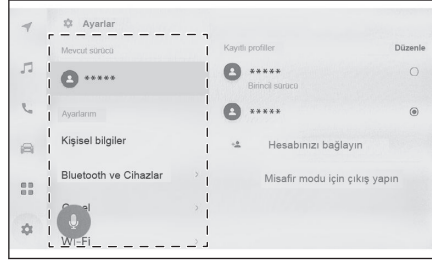 Ayarlar
Mevcut sürücü
*****
Ayarlarım
Kişisel bilgiler
Bluetooth ve Cihazlar
Wi-Fi
Kayıtlı profiller
Düzenle
*****
Birincil sürücü
*****
Hesabınızı bağlayın
Misafir modu için çıkış yapın